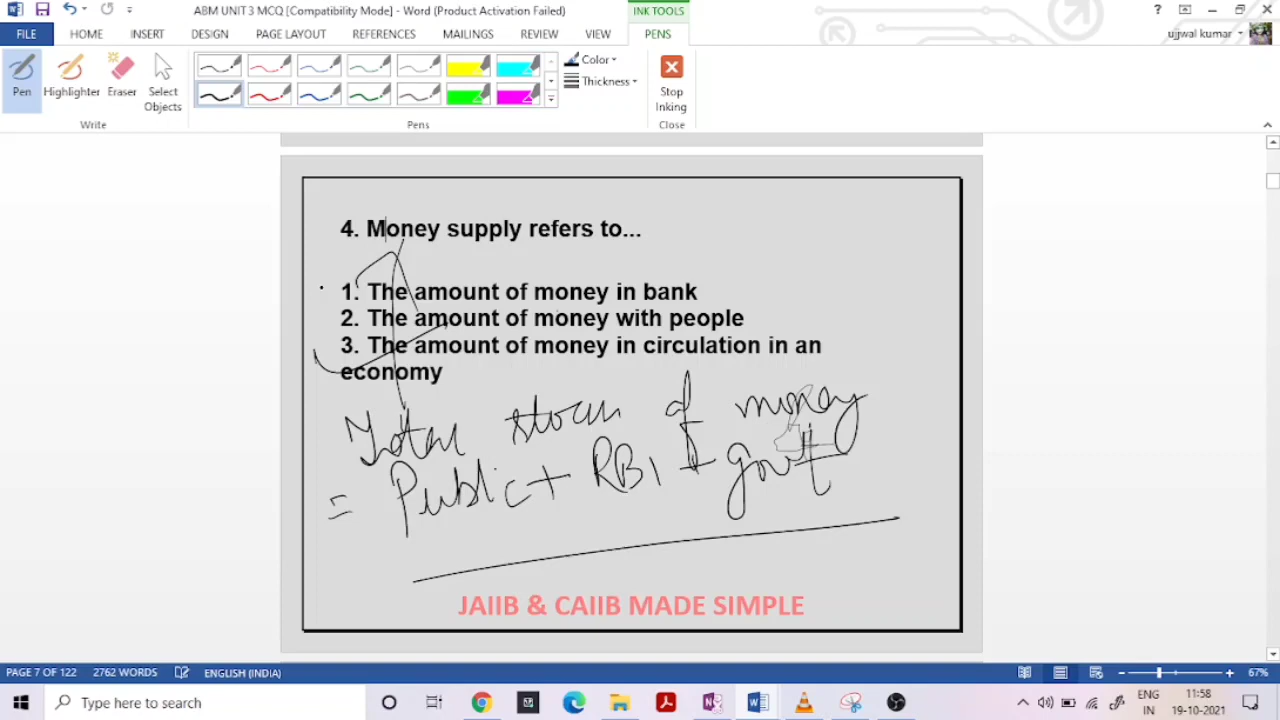 ABM UNIT 3 MCQ [Compatibility Mode] - Word (Product Activation Failed)
INK TOOLS
?
FILE HOME INSERT DESIGN PAGE LAYOUT REFERENCES MAILINGS REVIEW VIEW PENS
ujjwal kumar
Pen Highlighter Eraser Select Objects
Color
Thickness
Stop Inking
Write Pens Close
4. Money supply refers to...
1. The amount of money in bank
2. The amount of money with people
3. The amount of money in circulation in an
economy
Total stock of money
= Public + RBI + govt
JAIIB & CAIIB MADE SIMPLE
PAGE 7 OF 122 2762 WORDS ENGLISH (INDIA) 67%
Type here to search
ENG 11:58
IN 19-10-2021